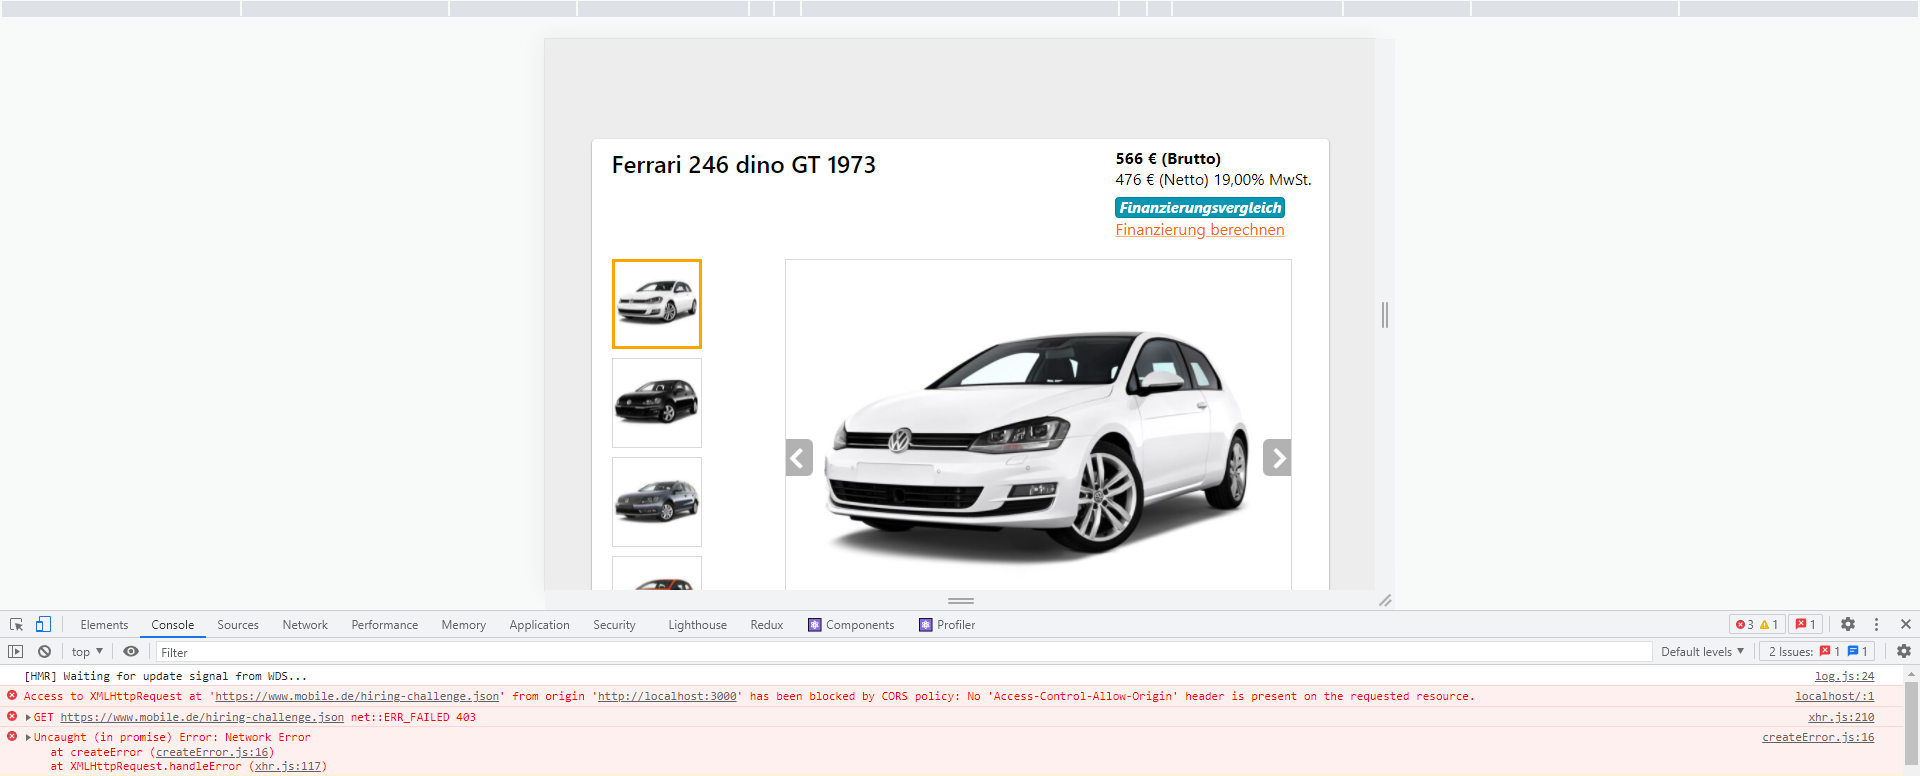 Ferrari 246 dino GT 1973
566 € (Brutto)
476 € (Netto) 19,00% MwSt.
Finanzierungsvergleich
Finanzierung berechnen
Elements Console Sources Network Performance Memory Application Security Lighthouse Redux Components Profiler 3 1 1
top Filter Default levels 2 Issues: 1 1
[HMR] Waiting for update signal from WDS... log.js:24
Access to XMLHttpRequest at 'https://www.mobile.de/hiring-challenge.json' from origin 'http://localhost:3000' has been blocked by CORS policy: No 'Access-Control-Allow-Origin' header is present on the requested resource. localhost/:1
GET https://www.mobile.de/hiring-challenge.json net::ERR_FAILED 403 xhr.js:210
Uncaught (in promise) Error: Network Error createError.js:16
at createError (createError.js:16)
at XMLHttpRequest.handleError (xhr.js:117)